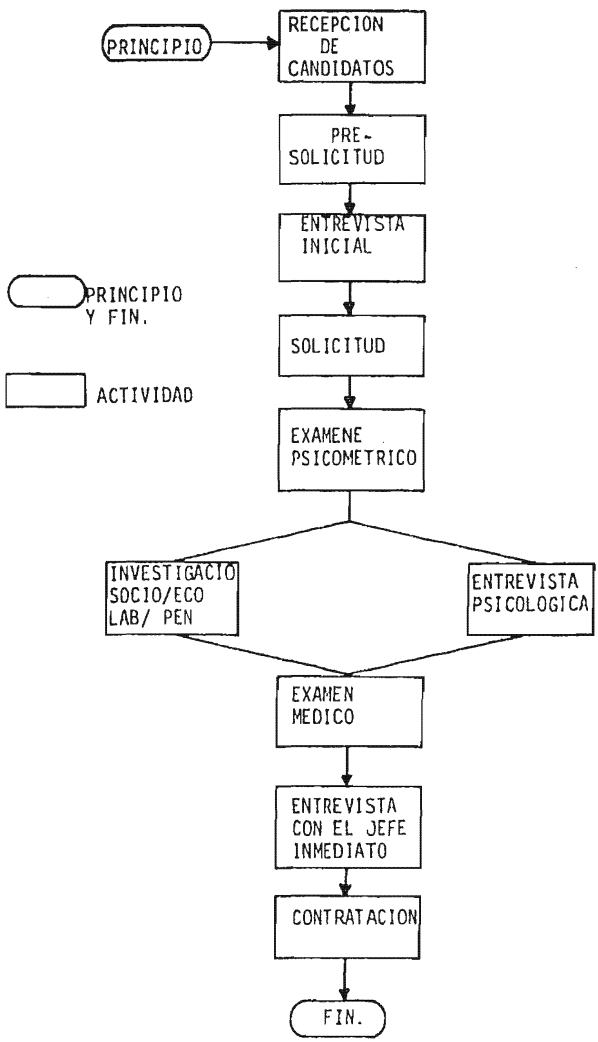 PRINCIPIO
RECEPCION
DE
CANDIDATOS
PRE-
SOLICITUD
ENTREVISTA
INICIAL
PRINCIPIO
Y FIN.
SOLICITUD
ACTIVIDAD
EXAMENE
PSICOMETRICO
INVESTIGACIO
SOCIO/ECO
LAB/ PEN
ENTREVISTA
PSICOLOGICA
EXAMEN
MEDICO
ENTREVISTA
CON EL JEFE
INMEDIATO
CONTRATACION
FIN.